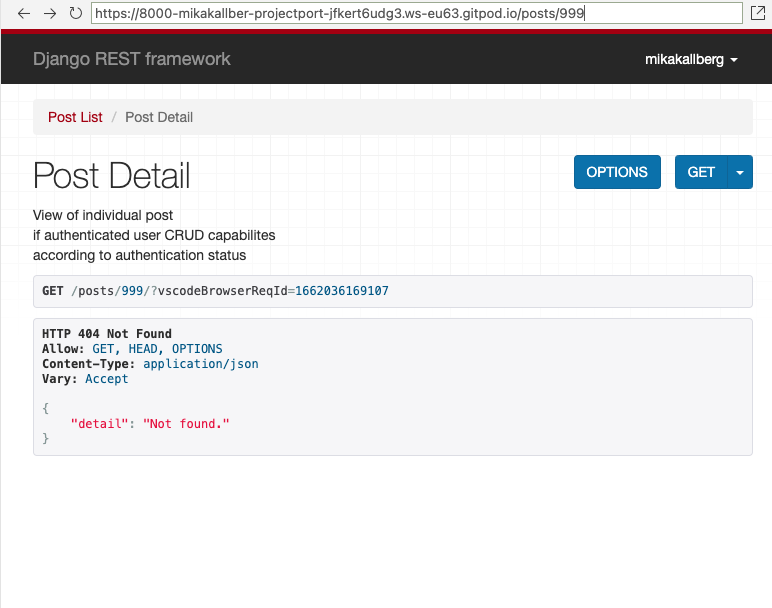 https://8000-mikakallber-projectport-jfkert6udg3.ws-eu63.gitpod.io/posts/999
Django REST framework
mikakallberg
Post List / Post Detail
Post Detail
OPTIONS
GET
View of individual post
if authenticated user CRUD capabilites
according to authentication status
GET /posts/999/?vscodeBrowserReqId=1662036169107
HTTP 404 Not Found
Allow: GET, HEAD, OPTIONS
Content-Type: application/json
Vary: Accept
{
    "detail": "Not found."
}